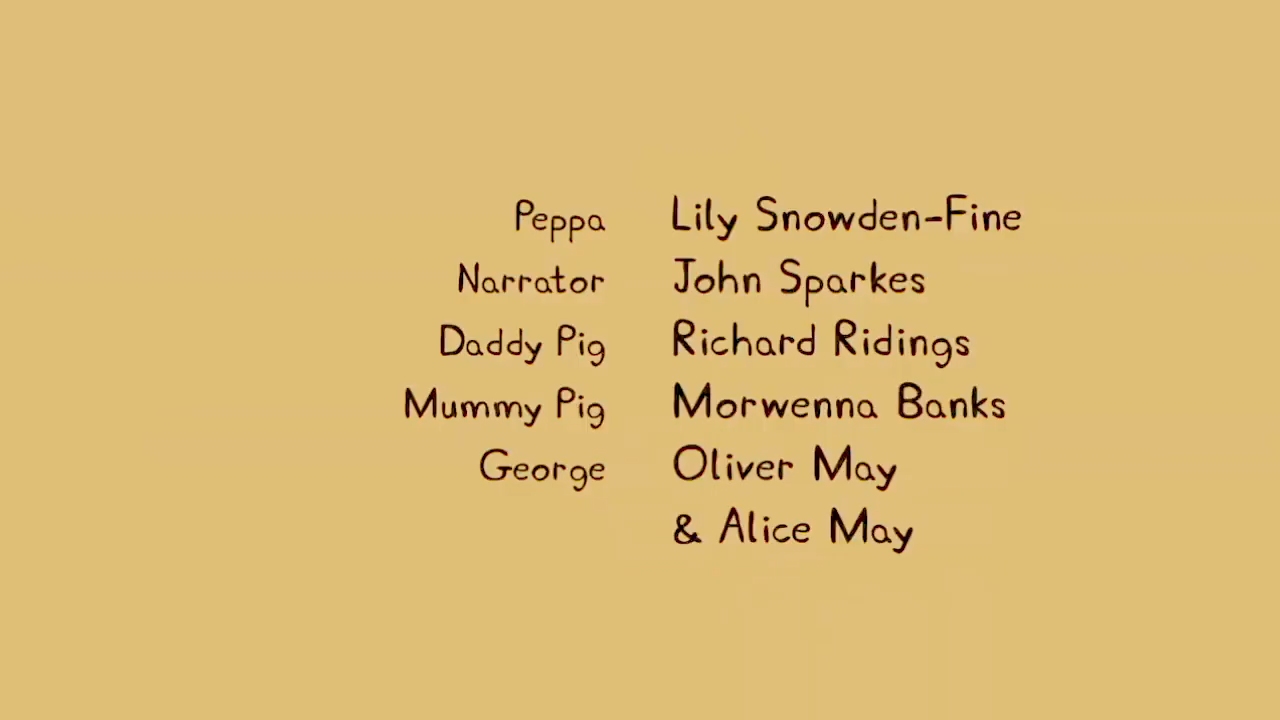 Peppa Lily Snowden-Fine
Narrator John Sparkes
Daddy Pig Richard Ridings
Mummy Pig Morwenna Banks
George Oliver May
& Alice May